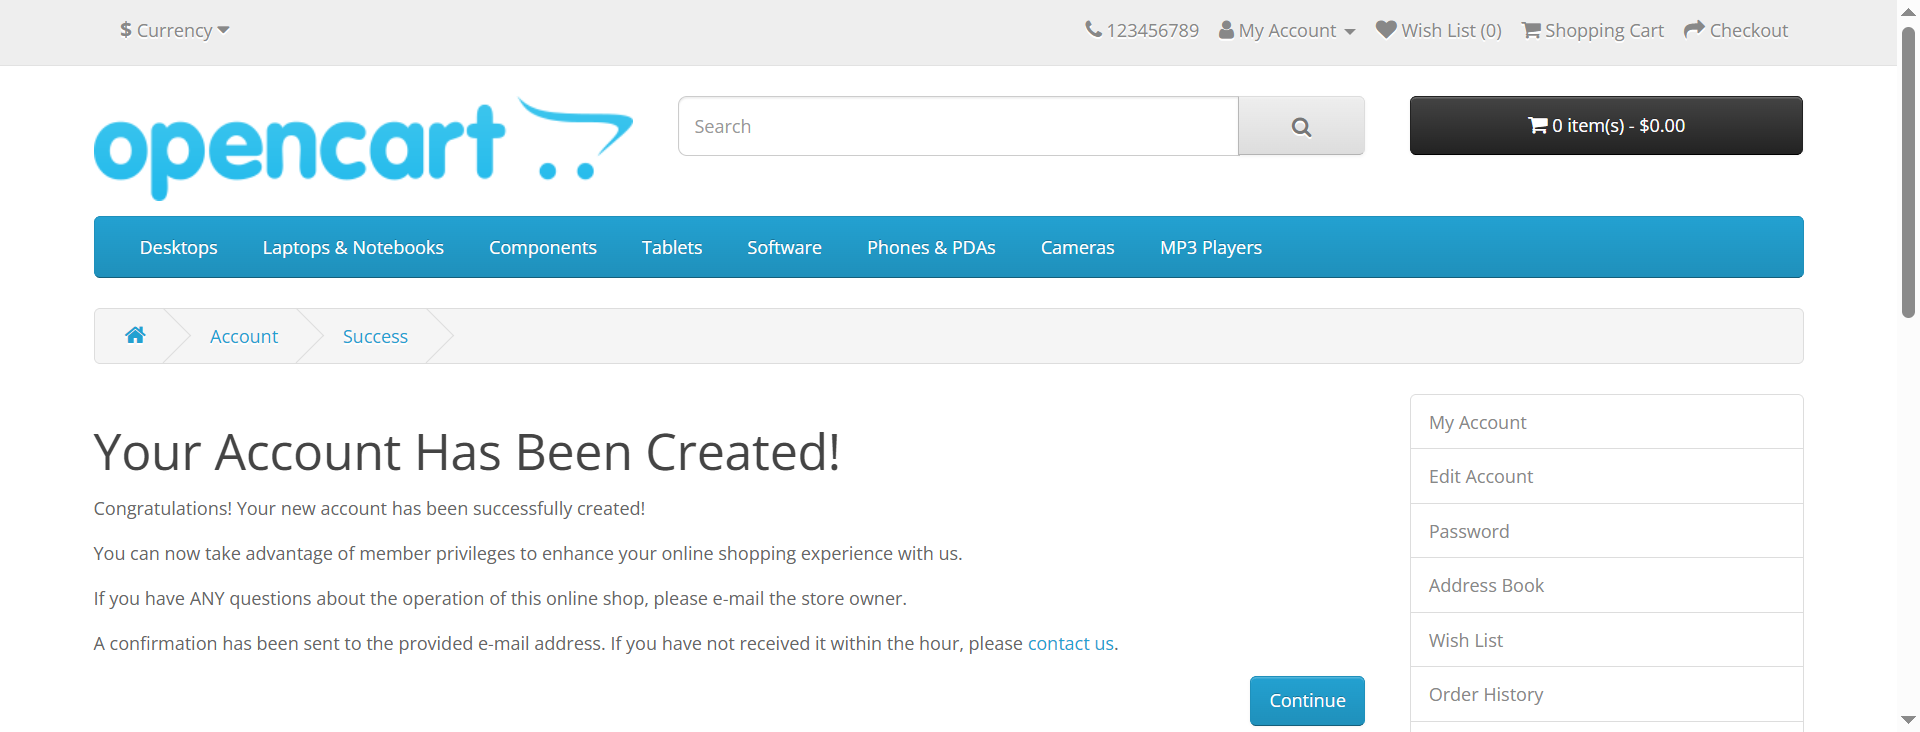 $ Currency
123456789 My Account Wish List (0) Shopping Cart Checkout
opencart
Search
0 item(s) - $0.00
Desktops Laptops & Notebooks Components Tablets Software Phones & PDAs Cameras MP3 Players
Account Success
Your Account Has Been Created!
Congratulations! Your new account has been successfully created!
You can now take advantage of member privileges to enhance your online shopping experience with us.
If you have ANY questions about the operation of this online shop, please e-mail the store owner.
A confirmation has been sent to the provided e-mail address. If you have not received it within the hour, please contact us.
Continue
My Account
Edit Account
Password
Address Book
Wish List
Order History